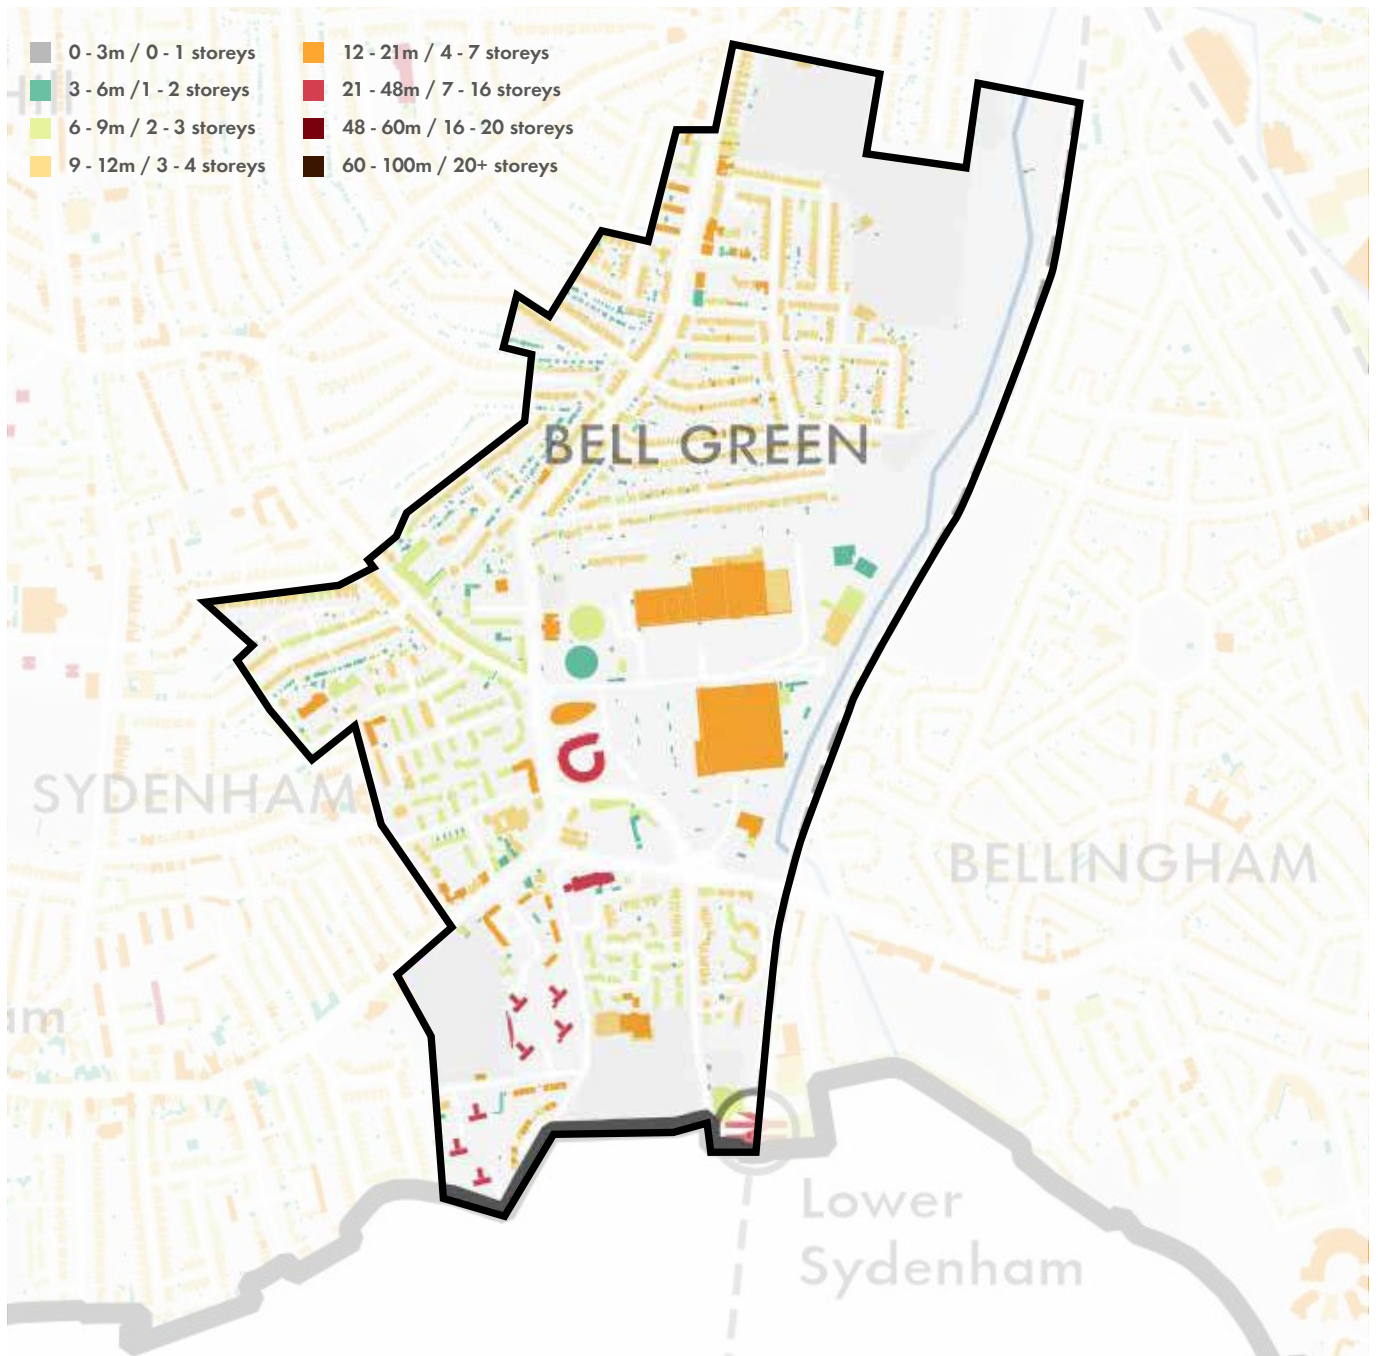 0 - 3m / 0 - 1 storeys
3 - 6m /1 - 2 storeys
6 - 9m / 2 - 3 storeys
9 - 12m / 3 - 4 storeys
12 - 21m / 4 - 7 storeys
21 - 48m / 7 - 16 storeys
48 - 60m / 16 - 20 storeys
60 - 100m / 20+ storeys
BELL GREEN
SYDENHAM
BELLINGHAM
Lower
Sydenham